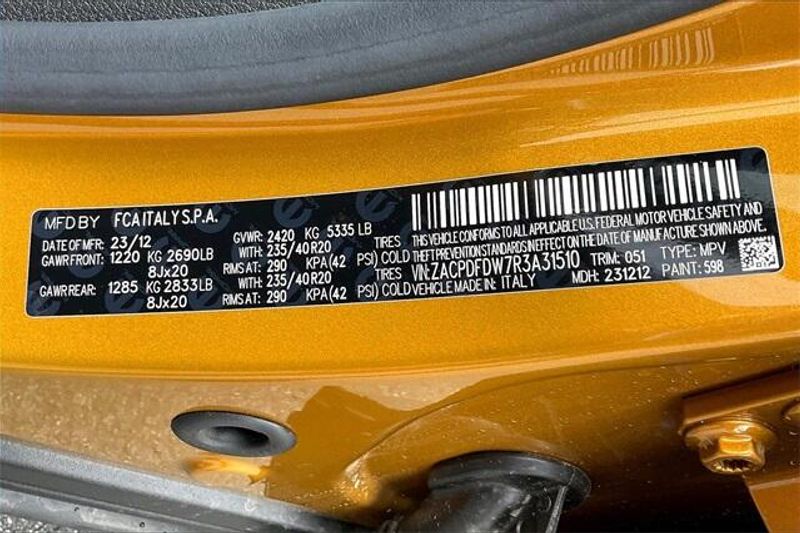 MFD BY FCA ITALY S.P.A.
DATE OF MFR: 23/12 GVWR: 2420 KG 5335 LB
GAWR FRONT: 1220 KG 2690LB WITH: 235/40 R20 TIRES
8Jx20 RIMS AT: 290 KPA(42 PSI) COLD
GAWR REAR: 1285 KG 2833LB WITH: 235/40 R20 TIRES
8Jx20 RIMS AT: 290 KPA(42 PSI) COLD
THIS VEHICLE CONFORMS TO ALL APPLICABLE U.S. FEDERAL MOTOR VEHICLE SAFETY AND
THEFT PREVENTION STANDARDS IN EFFECT ON THE DATE OF MANUFACTURE SHOWN ABOVE.
VIN: ZACPDFDW7R3A31510 TRIM: 051 TYPE: MPV
VEHICLE MADE IN: ITALY MDH: 231212 PAINT: 598